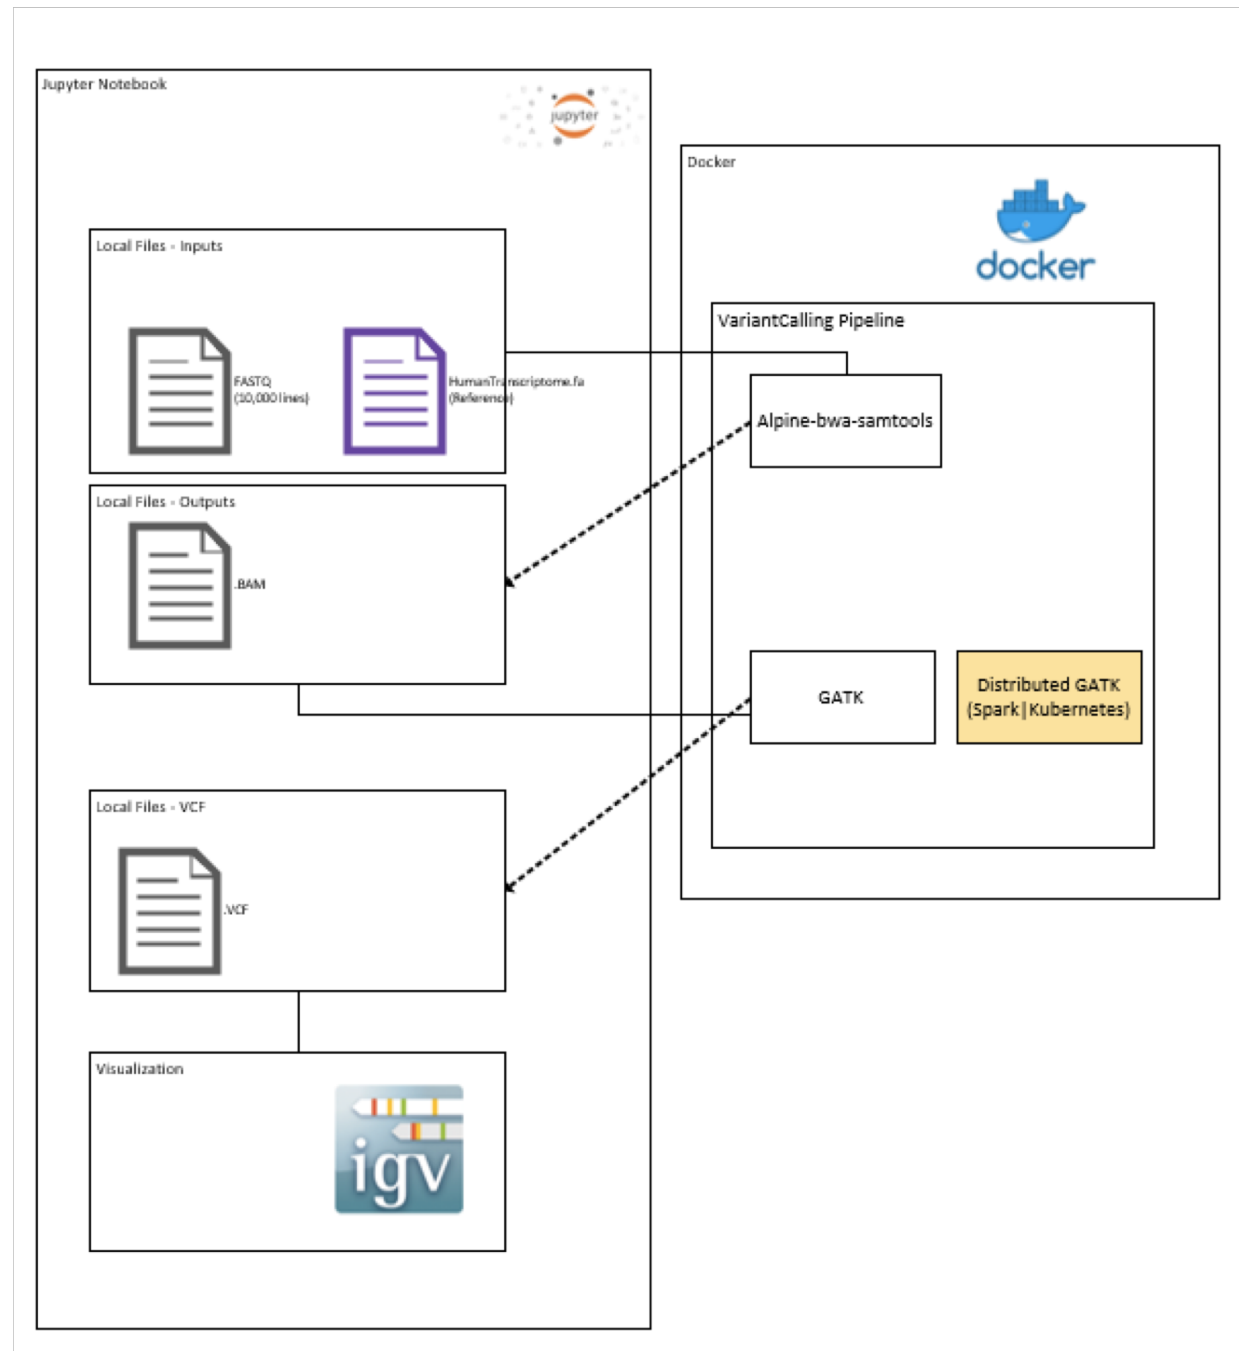 Jupyter Notebook
jupyter
Local Files - Inputs
FASTQ
(10,000 lines)
HumanTranscriptome.fa
(Reference)
Local Files - Outputs
.BAM
Local Files - VCF
.VCF
Visualization
igv
Docker
docker
VariantCalling Pipeline
Alpine-bwa-samtools
GATK
Distributed GATK
(Spark|Kubernetes)